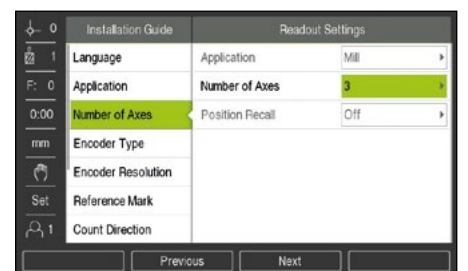 0
Installation Guide
Readout Settings
1
Language
Application
Mill
F: 0
Application
Number of Axes
3
0:00
Number of Axes
Position Recall
Off
mm
Encoder Type
Encoder Resolution
Set
Reference Mark
1
Count Direction
Previous
Next